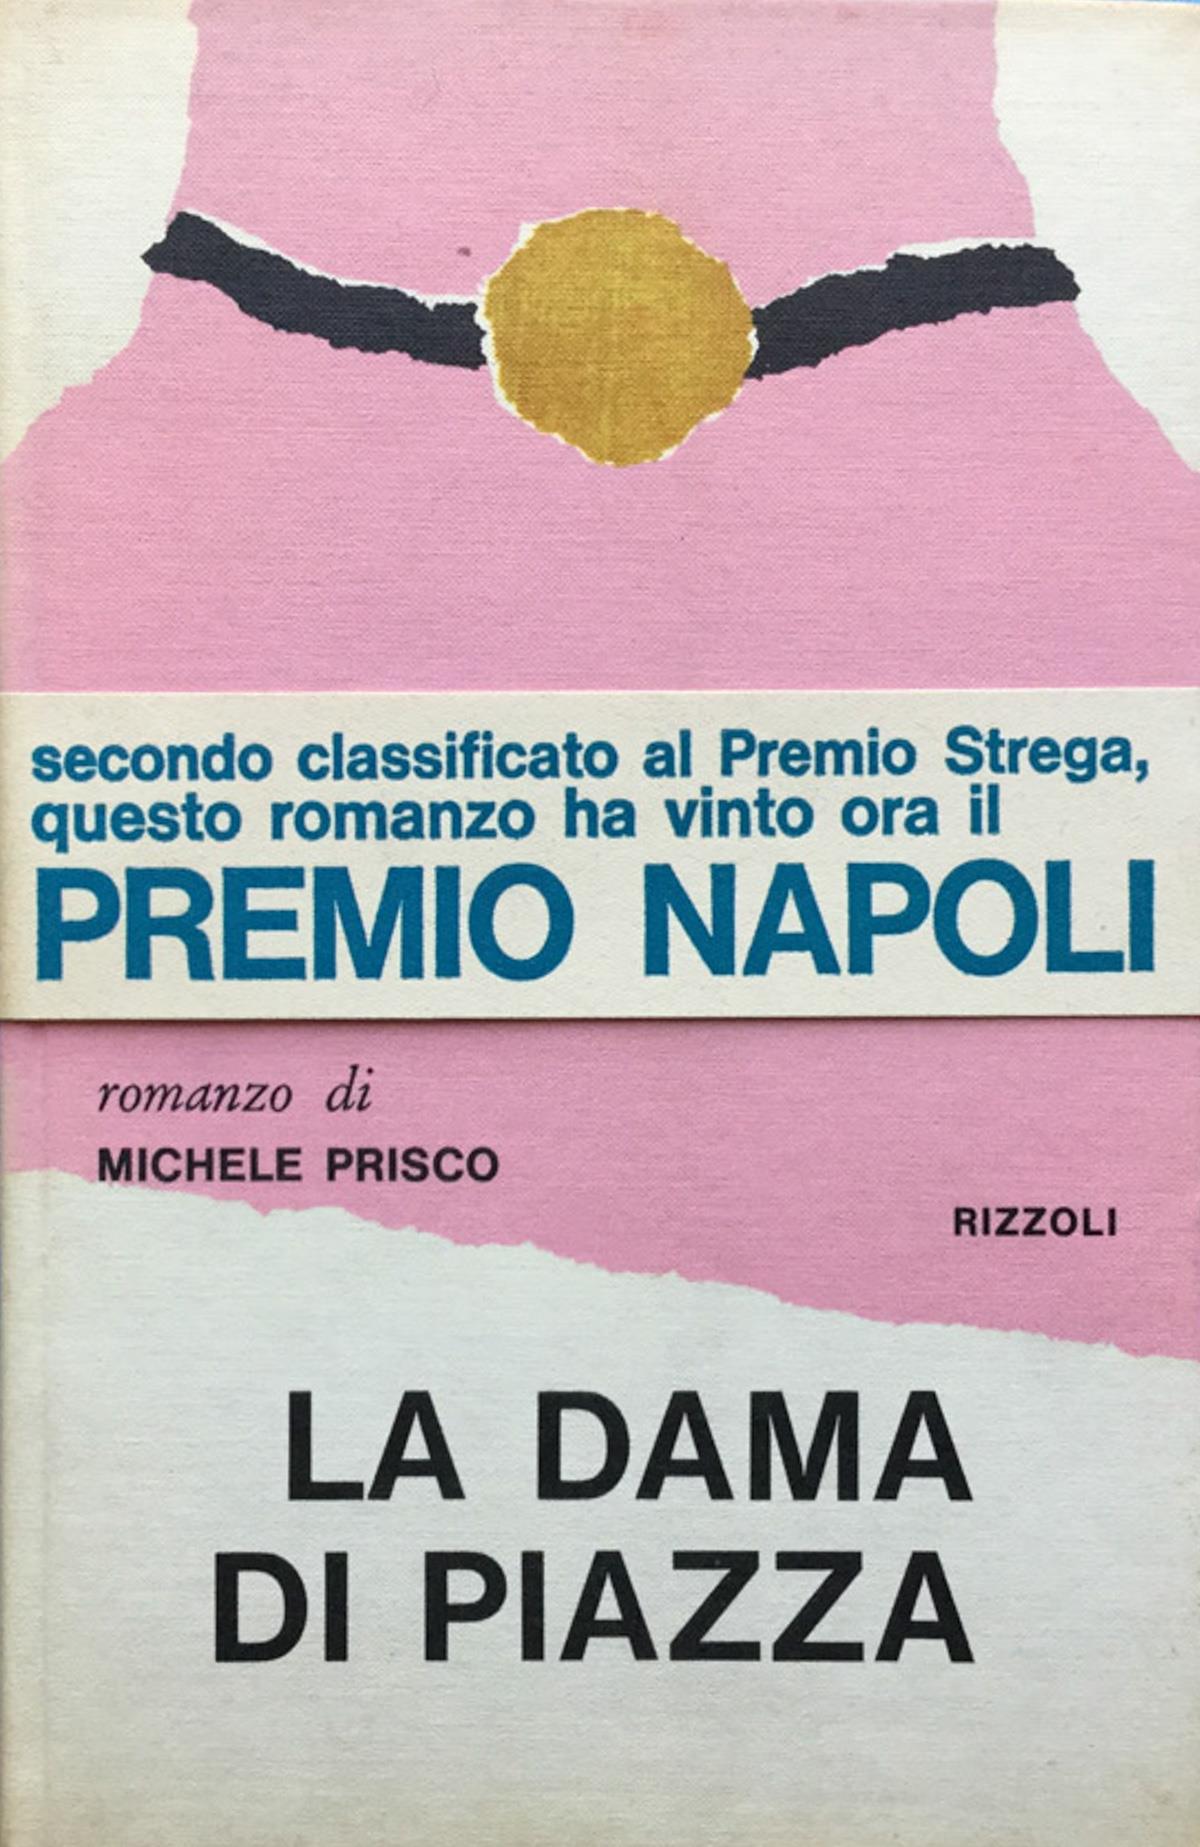 secondo classificato al Premio Strega,
questo romanzo ha vinto ora il
PREMIO NAPOLI
romanzo di
MICHELE PRISCO
RIZZOLI
LA DAMA
DI PIAZZA